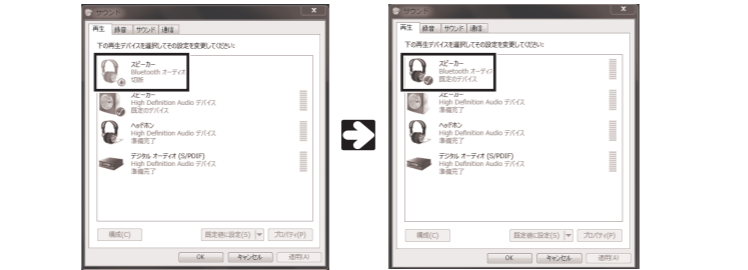 サウンド
再生 録音 サウンド 通信
下の再生デバイスを選択してその設定を変更してください:
スピーカー
Bluetooth オーディオ
切断
スピーカー
High Definition Audio デバイス
既定のデバイス
ヘッドホン
High Definition Audio デバイス
準備完了
デジタル オーディオ (S/PDIF)
High Definition Audio デバイス
準備完了
構成(C) 既定値に設定(S) プロパティ(P)
OK キャンセル 適用(A)
サウンド
再生 録音 サウンド 通信
下の再生デバイスを選択してその設定を変更してください:
スピーカー
Bluetooth オーディオ
既定のデバイス
スピーカー
High Definition Audio デバイス
準備完了
ヘッドホン
High Definition Audio デバイス
準備完了
デジタル オーディオ (S/PDIF)
High Definition Audio デバイス
準備完了
構成(C) 既定値に設定(S) プロパティ(P)
OK キャンセル 適用(A)